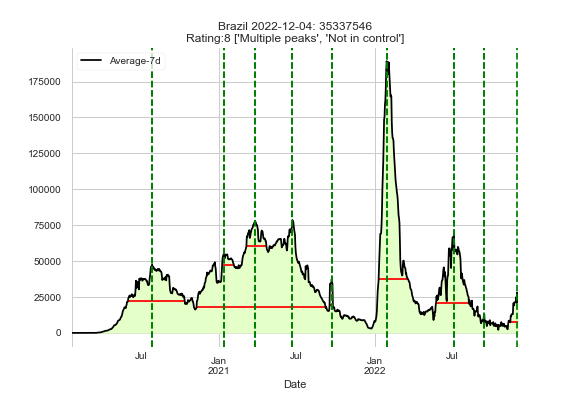 Brazil 2022-12-04: 35337546
Rating:8 ['Multiple peaks', 'Not in control']
Average-7d
175000
150000
125000
100000
75000
50000
25000
0
Jul
Jan
2021
Jul
Jan
2022
Jul
Date